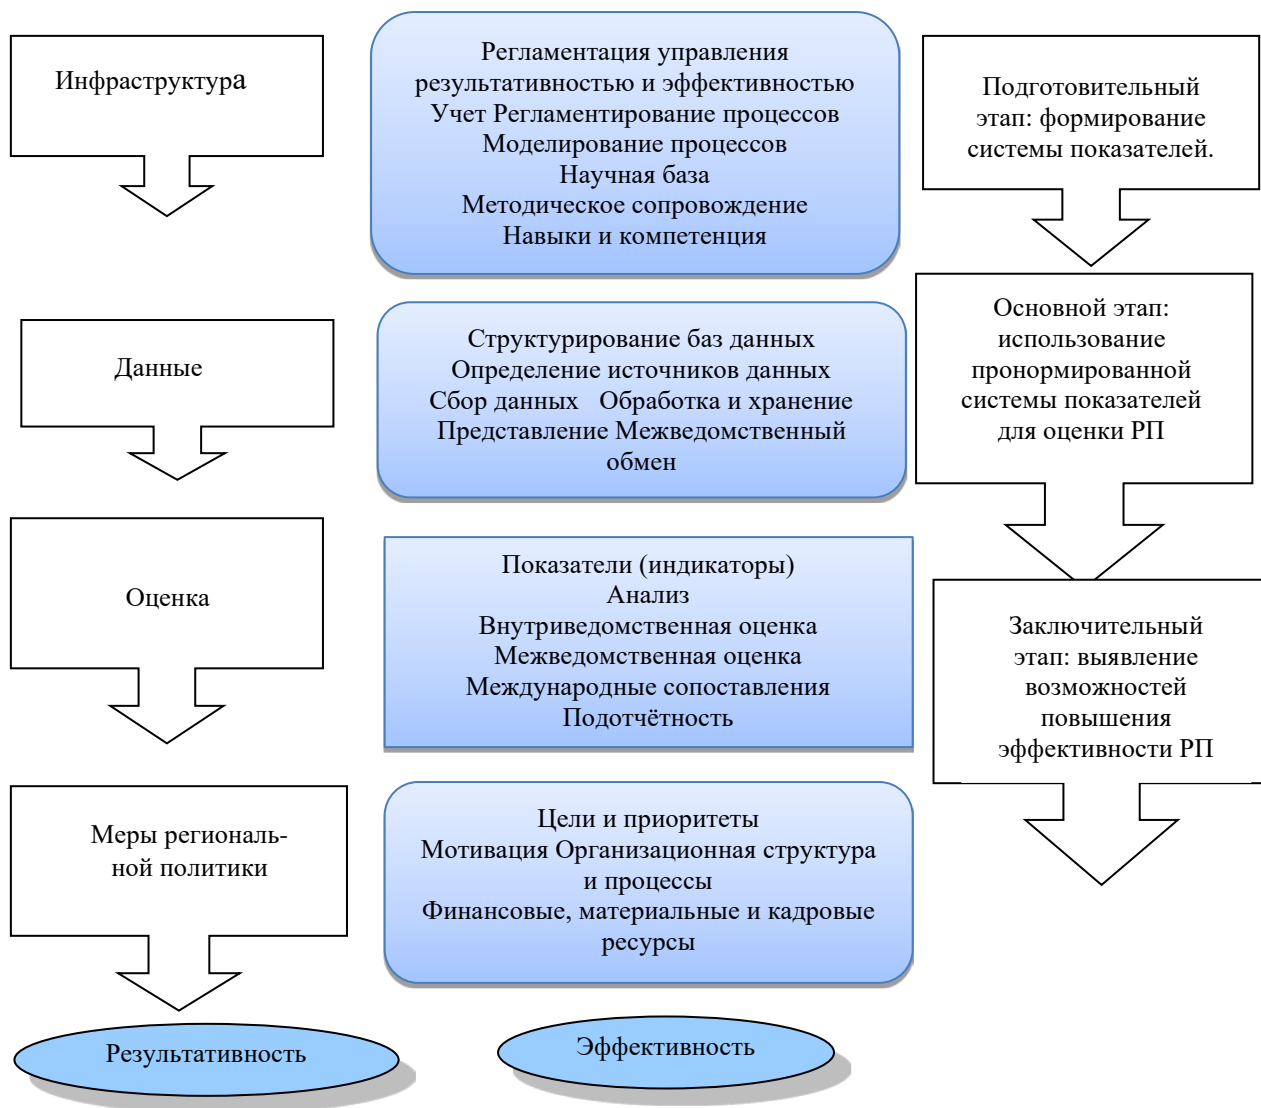 Инфраструктура
Регламентация управления
результативностью и эффективностью
Учет Регламентирование процессов
Моделирование процессов
Научная база
Методическое сопровождение
Навыки и компетенция
Подготовительный
этап: формирование
системы показателей.
Данные
Структурирование баз данных
Определение источников данных
Сбор данных Обработка и хранение
Представление Межведомственный
обмен
Основной этап:
использование
пронормированной
системы показателей
для оценки РП
Оценка
Показатели (индикаторы)
Анализ
Внутриведомственная оценка
Межведомственная оценка
Международные сопоставления
Подотчётность
Заключительный
этап: выявление
возможностей
повышения
эффективности РП
Меры региональ-
ной политики
Цели и приоритеты
Мотивация Организационная структура
и процессы
Финансовые, материальные и кадровые
ресурсы
Результативность
Эффективность